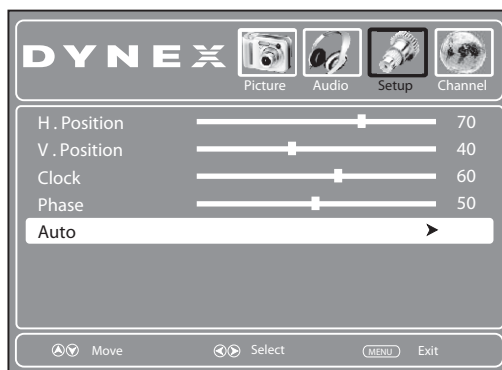 DYNEX
Picture Audio Setup Channel
H . Position 70
V . Position 40
Clock 60
Phase 50
Auto
Move Select MENU Exit